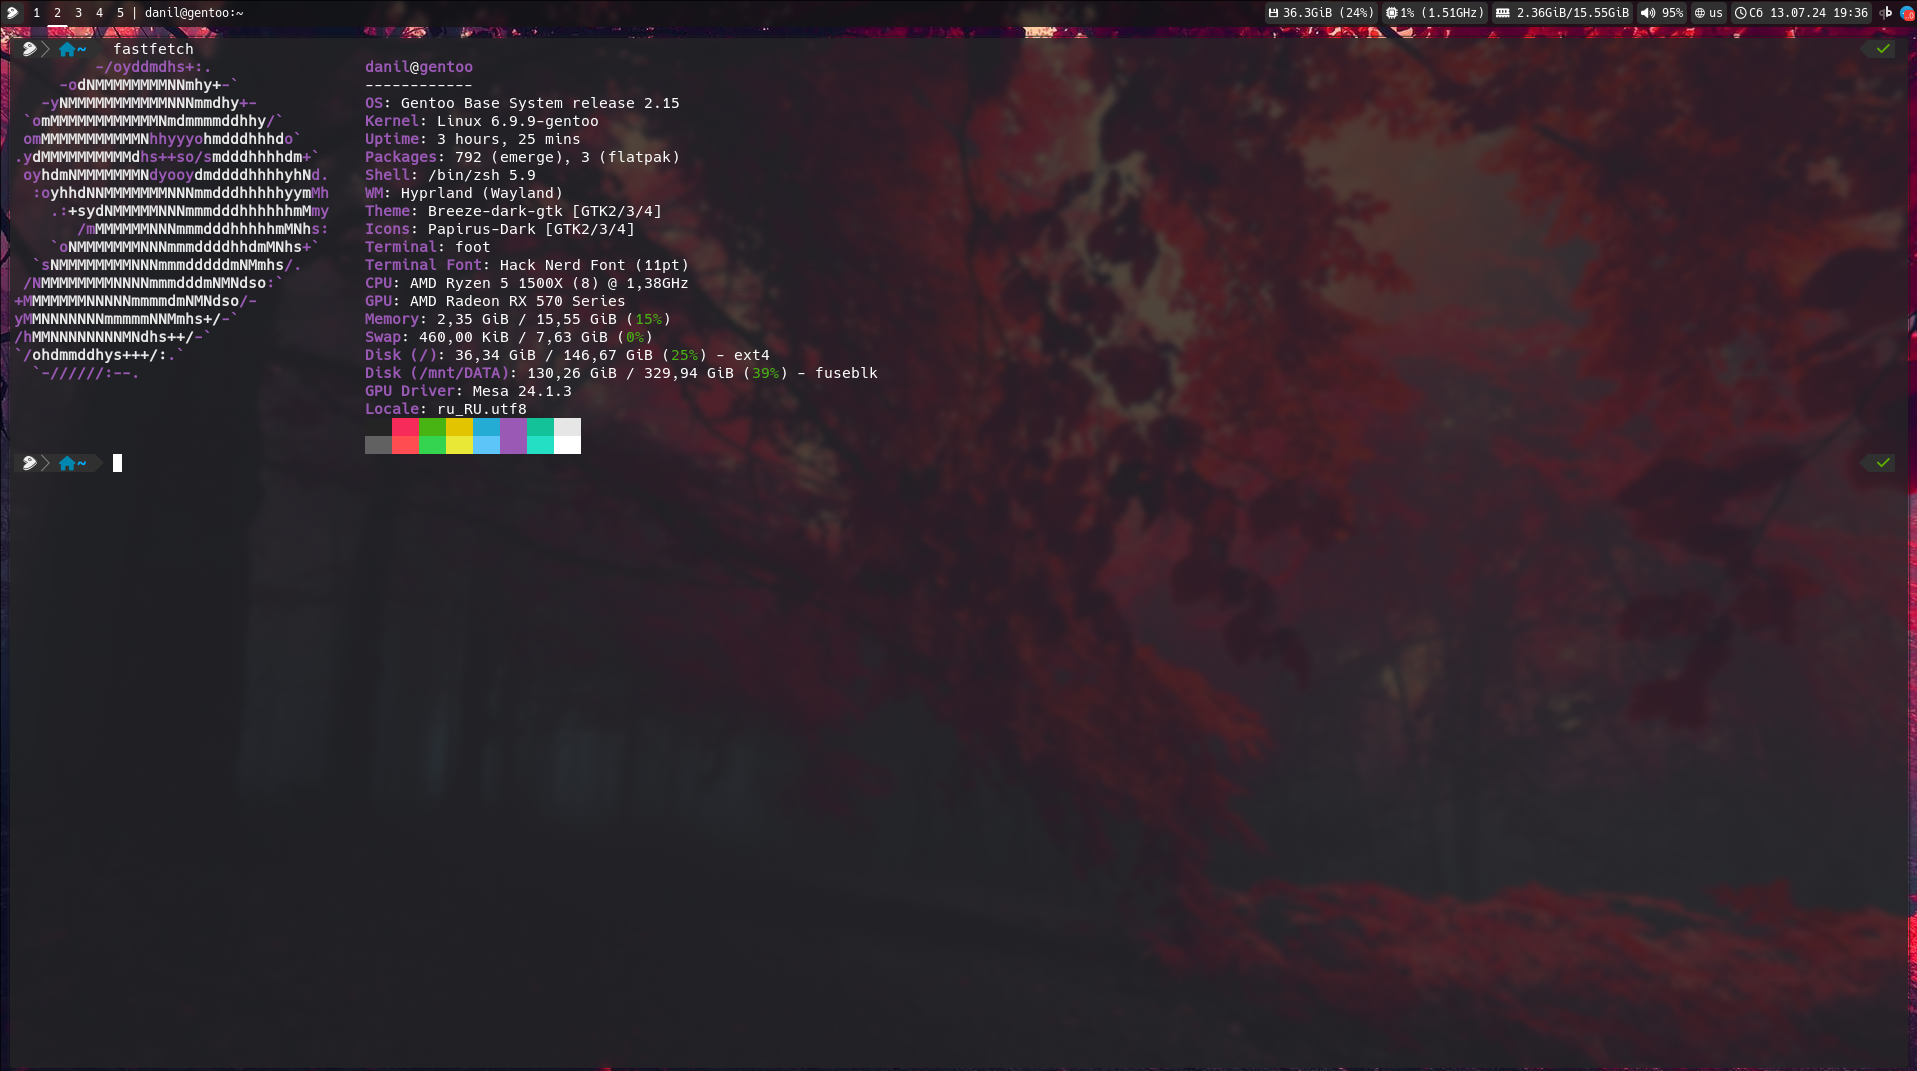 1 2 3 4 5 | danil@gentoo:~ 36.3GiB (24%) 1% (1.51GHz) 2.36GiB/15.55GiB 95% us Сб 13.07.24 19:36
~ fastfetch
-/oyddmdhs+:. danil@gentoo
-odNMMMMMMMMNNmhy+-` ------------
-yNMMMMMMMMMMMNNNmmdhy+- OS: Gentoo Base System release 2.15
`omMMMMMMMMMMMMNmdmmmmddhhy/` Kernel: Linux 6.9.9-gentoo
omMMMMMMMMMMMNhhyyyohmdddhhhdo` Uptime: 3 hours, 25 mins
.ydMMMMMMMMMMdhs++so/smdddhhhhdm+` Packages: 792 (emerge), 3 (flatpak)
oyhdmNMMMMMMMNdyooydmddddhhhhyhNd. Shell: /bin/zsh 5.9
:oyhhdNNMMMMMMMNNNmmdddhhhhhyymMh WM: Hyprland (Wayland)
.:+sydNMMMMMNNNmmmdddhhhhhhmMmy Theme: Breeze-dark-gtk [GTK2/3/4]
/mMMMMMMNNNmmmdddhhhhhmMNhs: Icons: Papirus-Dark [GTK2/3/4]
`oNMMMMMMMNNNmmmddddhhdmMNhs+` Terminal: foot
`sNMMMMMMMMNNNmmmdddddmNMmhs/. Terminal Font: Hack Nerd Font (11pt)
/NMMMMMMMMNNNNmmmdddmNMNdso:` CPU: AMD Ryzen 5 1500X (8) @ 1,38GHz
+MMMMMMMNNNNNmmmmdmNMNdso/- GPU: AMD Radeon RX 570 Series
yMMNNNNNNNmmmmmNNMmhs+/-` Memory: 2,35 GiB / 15,55 GiB (15%)
/hMMNNNNNNNNMNdhs++/-` Swap: 460,00 KiB / 7,63 GiB (0%)
`/ohdmmddhys+++/:.` Disk (/): 36,34 GiB / 146,67 GiB (25%) - ext4
`-//////:--. Disk (/mnt/DATA): 130,26 GiB / 329,94 GiB (39%) - fuseblk
GPU Driver: Mesa 24.1.3
Locale: ru_RU.utf8
~